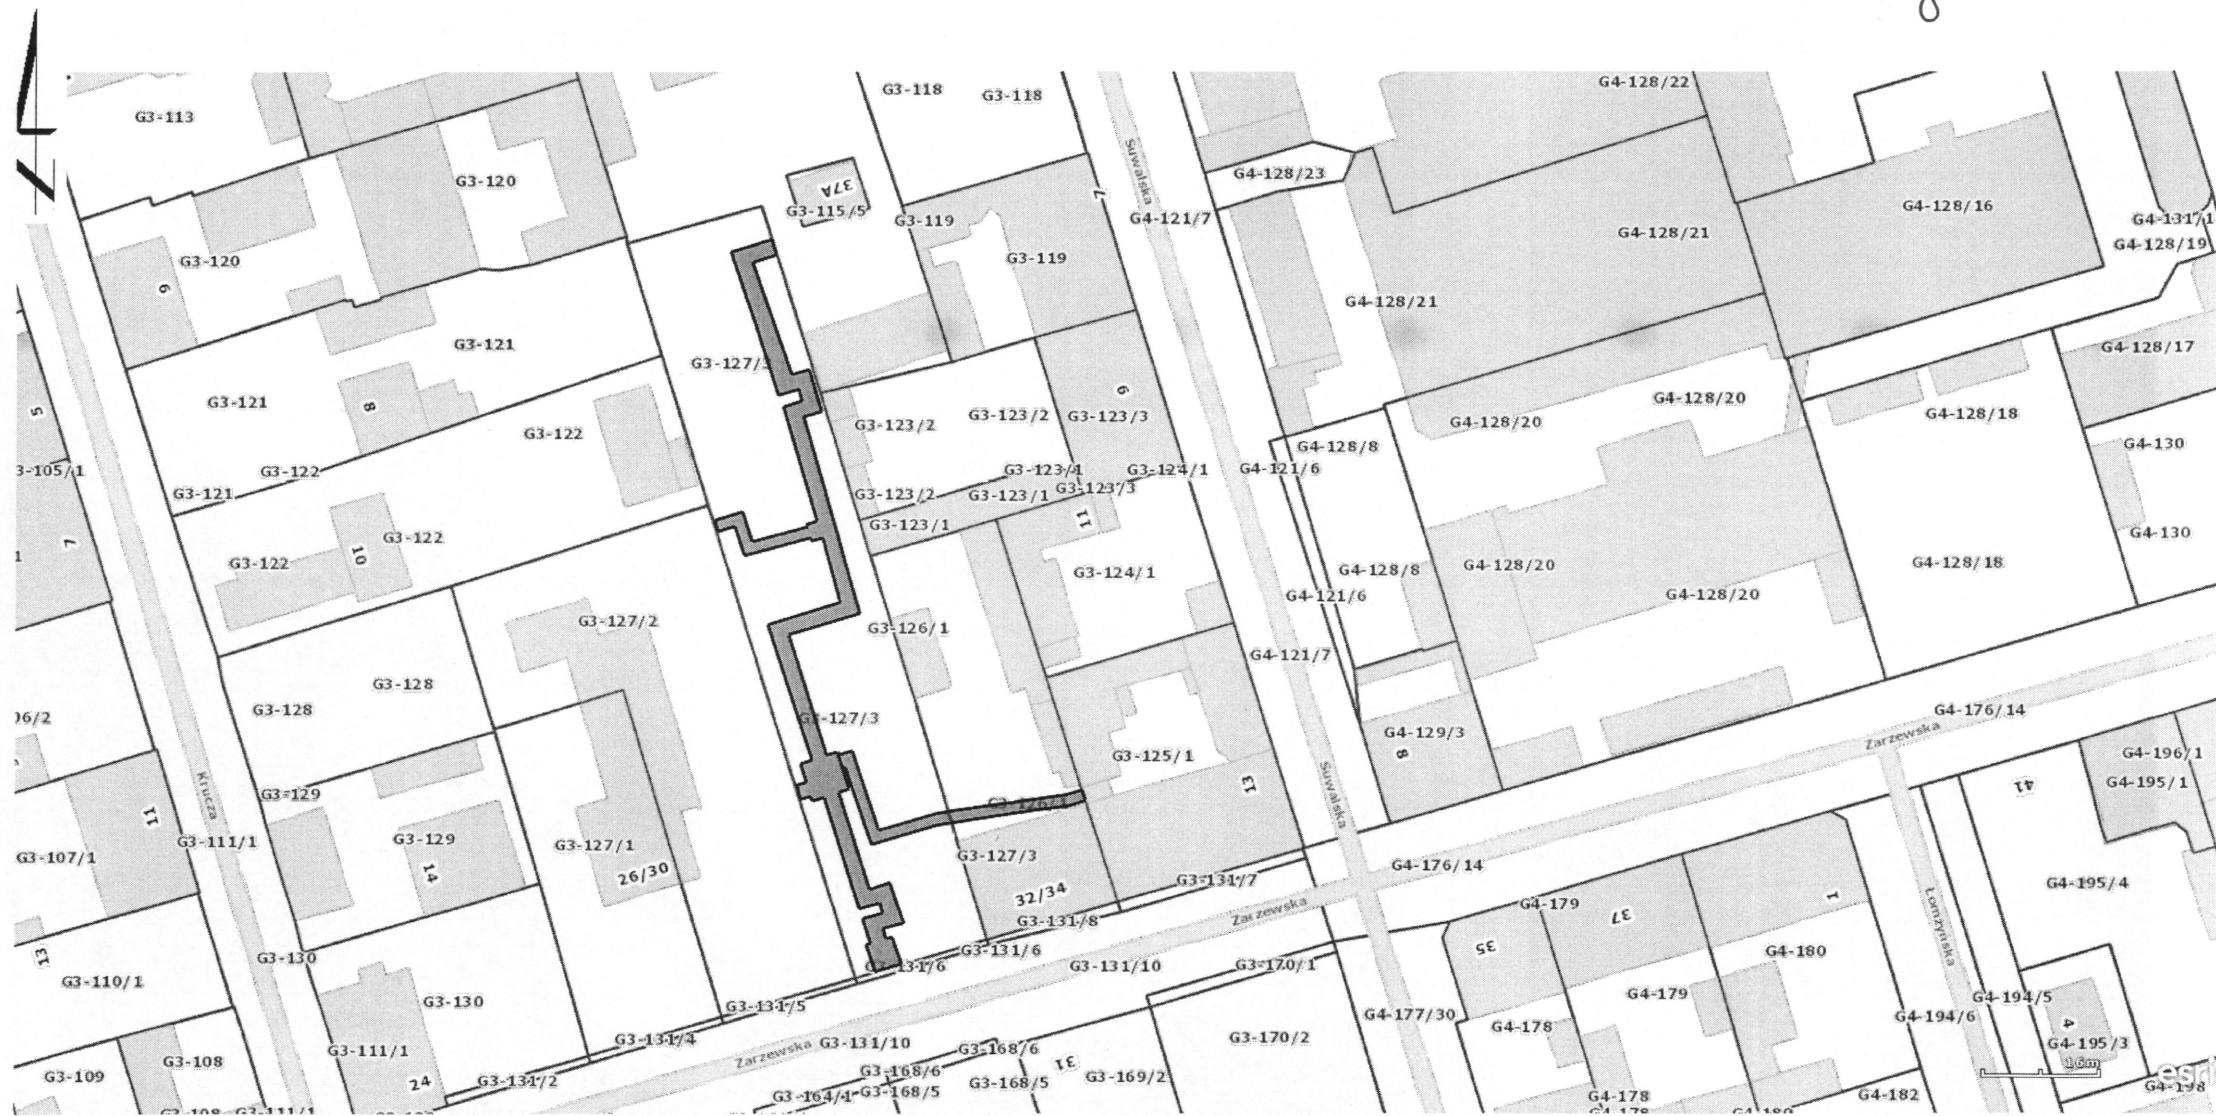 G4-128/22
G3-118
G3-118
G3-113
Suwalska
G4-128/23
G3-120
37A
7
G3-115/5
G3-119
G4-121/7
G4-128/16
G4-131/1
G4-128/21
G4-128/19
G3-120
G3-119
9
G4-128/21
G3-121
G4-128/17
G3-127/3
G3-121
8
9
G4-128/20
5
G3-123/2
G3-123/2
G3-123/3
G4-128/18
G4-128/20
G3-122
G4-128/8
G4-130
3-105/1
G3-122
G3-123/1
G3-124/1
G4-121/6
G3-121
G3-123/2
G3-123/1
G3-123/3
G3-123/1
11
G4-130
7
G3-122
10
G3-122
G3-124/1
G4-128/8
G4-128/20
G4-128/18
G4-121/6
G4-128/20
G3-127/2
G3-126/1
G4-121/7
G3-128
G3-128
G4-176/14
06/2
G3-127/3
G4-129/3
8
Zarzewska
G3-125/1
13
G4-196/1
G4-195/1
41
Krucza
G3-129
Suwalska
G3-126/1
11
G3-111/1
G3-129
14
G3-127/1
G3-127/3
G3-107/1
26/30
G4-176/14
G3-131/7
32/34
G4-195/4
Zarzewska
G3-131/8
G4-179
37
1
Łomżyńska
35
13
G3-130
G3-131/6
G4-180
G3-131/6
G3-131/10
G3-170/1
G3-110/1
G3-130
G3-131/5
G4-179
G4-194/5
G4-177/30
G4-178
G4-194/6
4
G3-131/4
Zarzewska
G3-131/10
G3-168/6
G3-170/2
G4-195/3
G3-111/1
G3-108
16m
31
G3-109
24
G3-131/2
G3-168/6
G3-168/5
G3-169/2
esri
G3-164/1
G3-168/5
G4-178
G4-182
G4-198
G3-108
G3-111/1
G4-178
G4-180